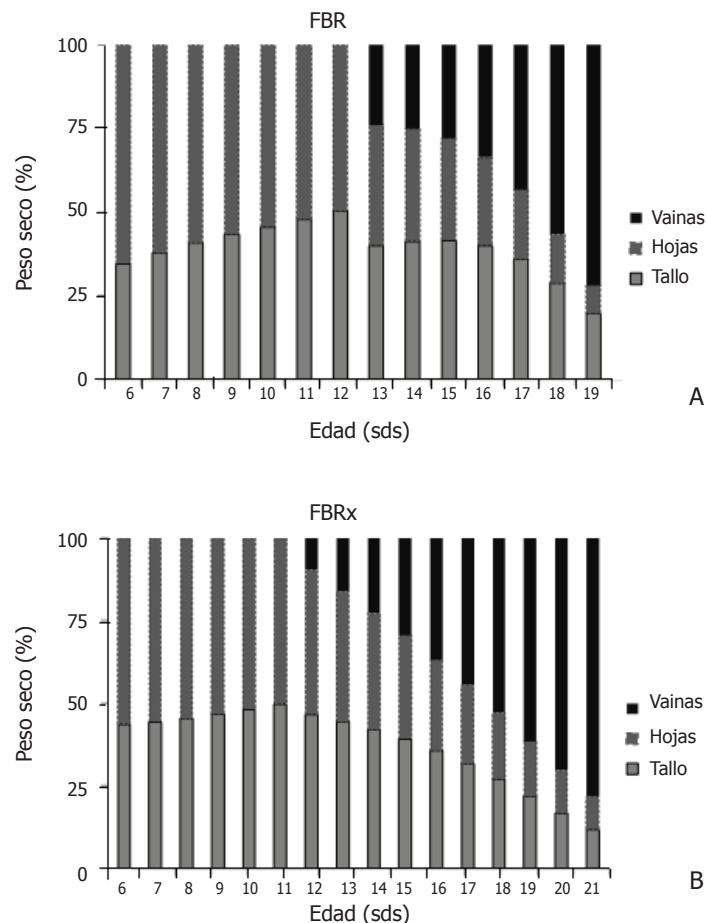 FBR
100
75
50
25
0
Peso seco (%)
6 7 8 9 10 11 12 13 14 15 16 17 18 19
Edad (sds)
Vainas
Hojas
Tallo
A
FBRx
100
75
50
25
0
Peso seco (%)
6 7 8 9 10 11 12 13 14 15 16 17 18 19 20 21
Edad (sds)
Vainas
Hojas
Tallo
B